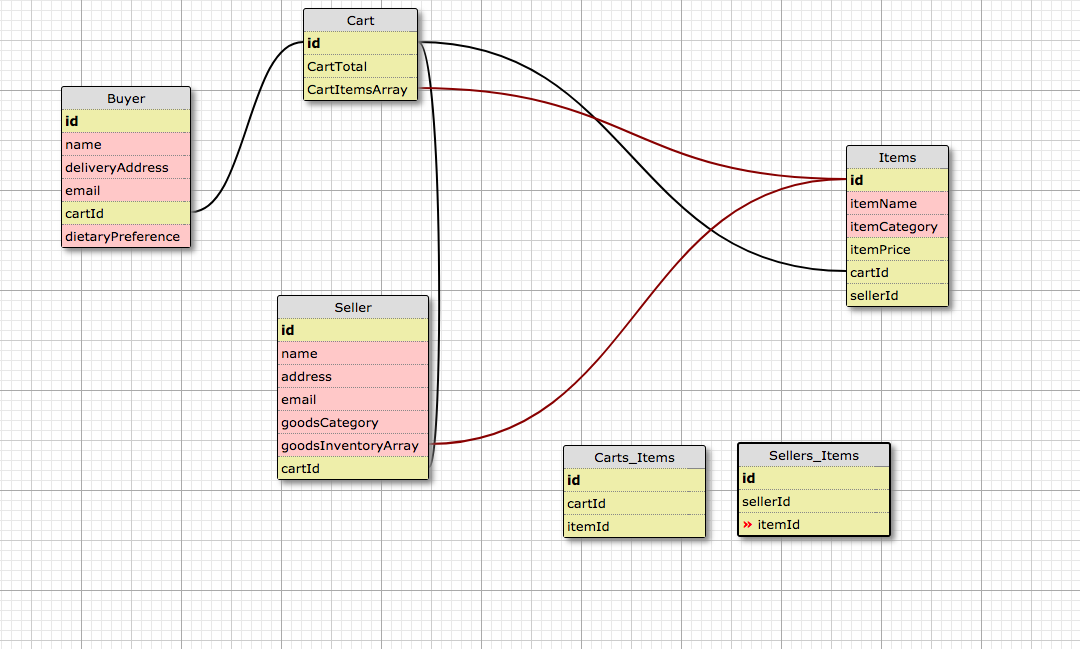 Cart
id
CartTotal
CartItemsArray
Buyer
id
name
deliveryAddress
email
cartId
dietaryPreference
Items
id
itemName
itemCategory
itemPrice
cartId
sellerId
Seller
id
name
address
email
goodsCategory
goodsInventoryArray
cartId
Carts_Items
id
cartId
itemId
Sellers_Items
id
sellerId
» itemId